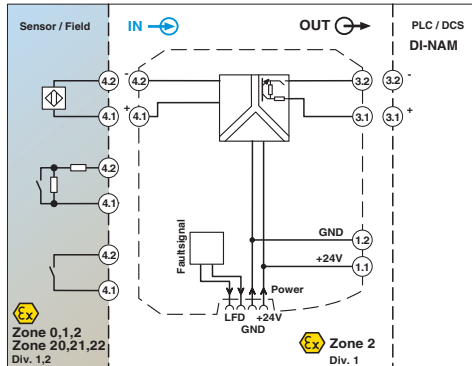 Sensor / Field
IN
OUT
PLC / DCS
DI-NAM
4.2
-
4.2
3.2
3.2
-
4.1
+
4.1
3.1
3.1
+
4.2
4.1
GND
1.2
+24V
1.1
Faultsignal
Power
4.2
4.1
LFD
+24V
GND
Ex
Zone 0,1,2
Zone 20,21,22
Div. 1,2
Ex
Zone 2
Div. 1